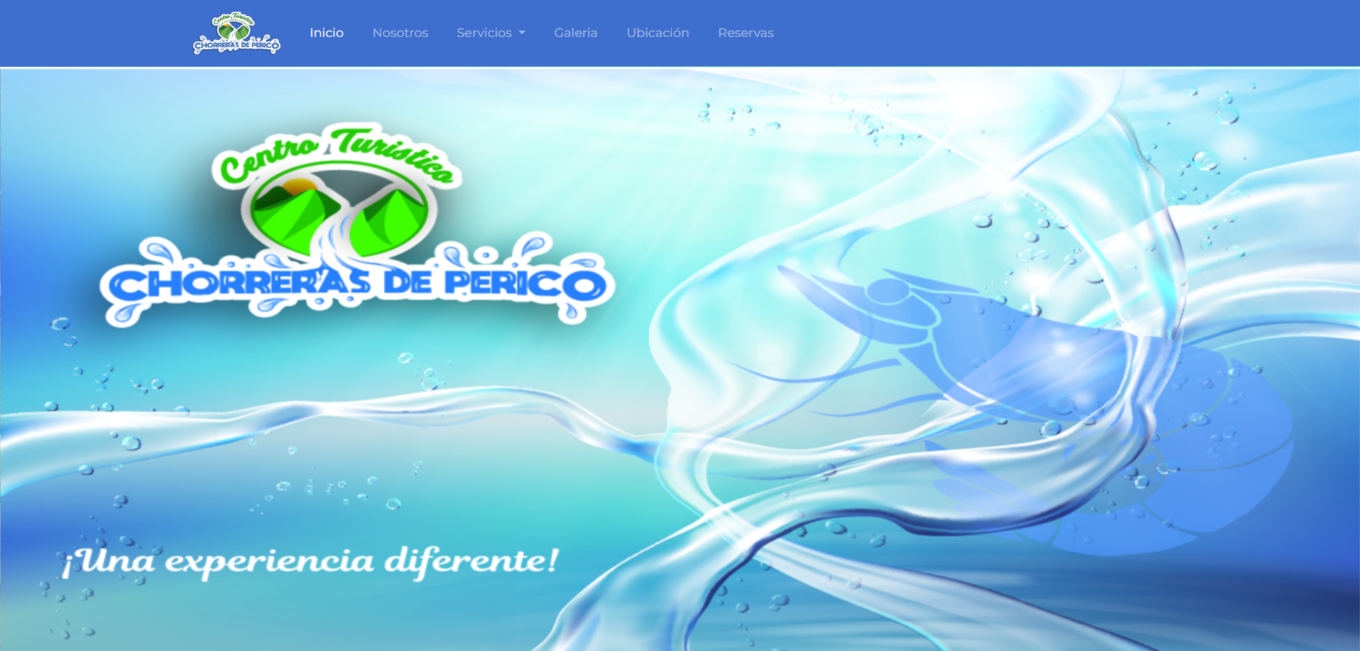 Centro Turistico
CHORRERAS DE PERICO
Inicio
Nosotros
Servicios
Galeria
Ubicación
Reservas
Centro Turistico
CHORRERAS DE PERICO
¡Una experiencia diferente!